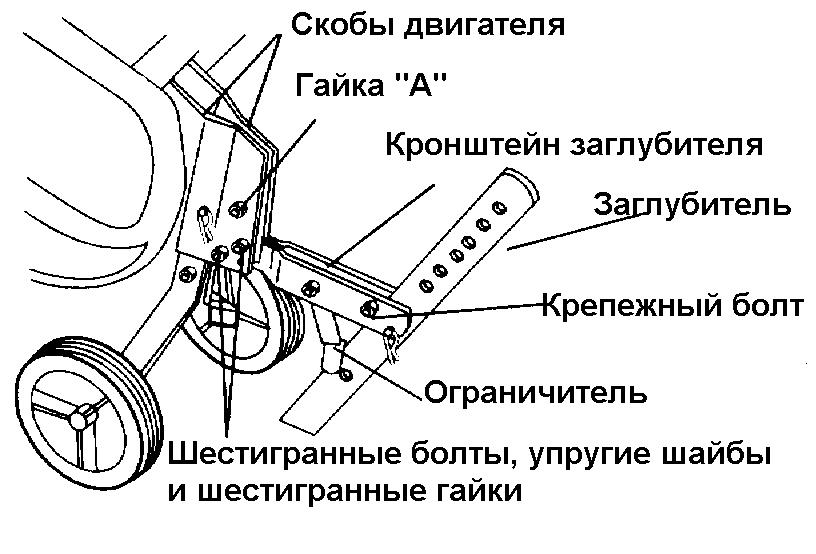 Скобы двигателя
Гайка "А"
Кронштейн заглубителя
Заглубитель
Крепежный болт
Ограничитель
Шестигранные болты, упругие шайбы
и шестигранные гайки